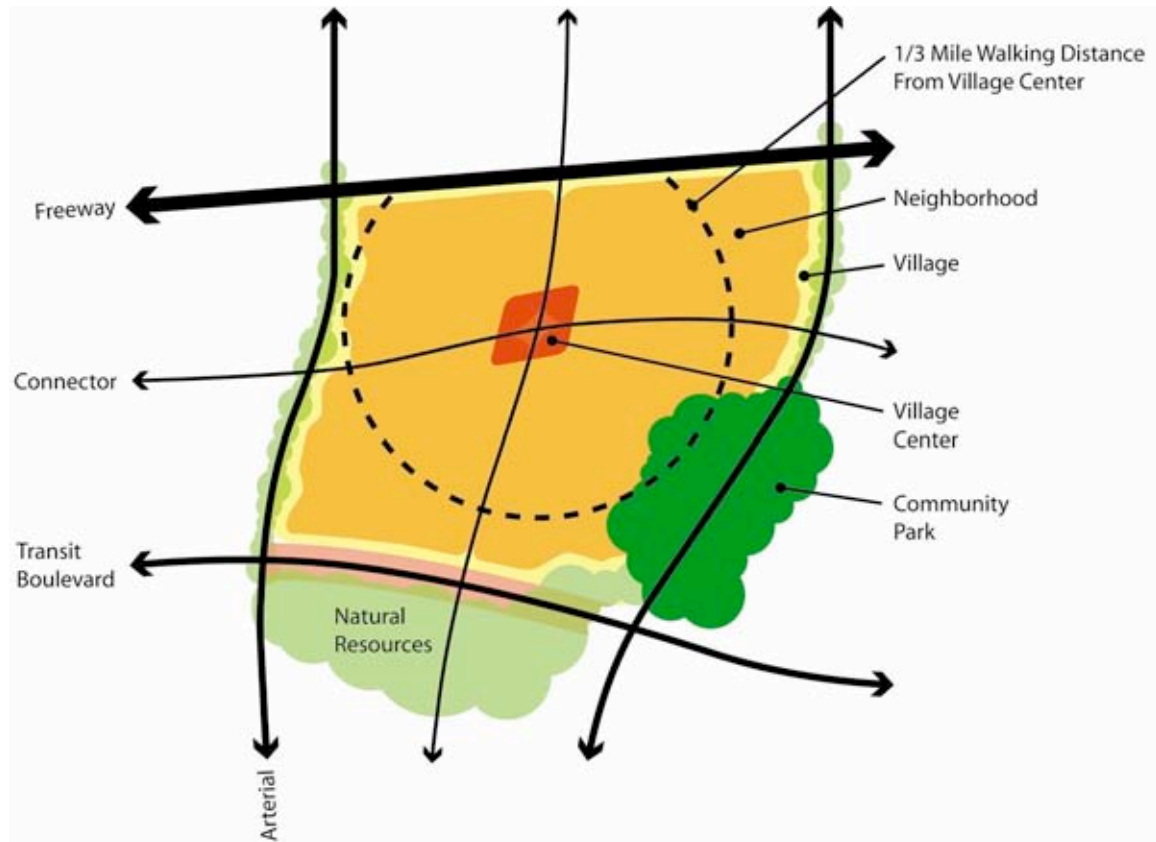 1/3 Mile Walking Distance
From Village Center
Freeway
Neighborhood
Village
Connector
Village
Center
Community
Park
Transit
Boulevard
Natural
Resources
Arterial